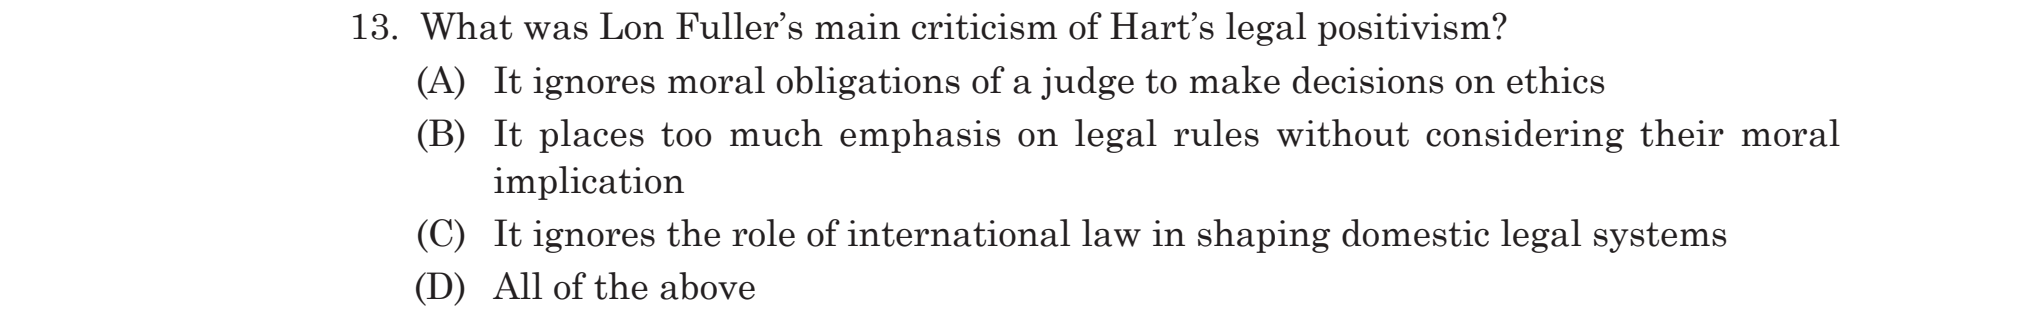 13. What was Lon Fuller’s main criticism of Hart’s legal positivism?
(A) It ignores moral obligations of a judge to make decisions on ethics
(B) It places too much emphasis on legal rules without considering their moral
implication
(C) It ignores the role of international law in shaping domestic legal systems
(D) All of the above